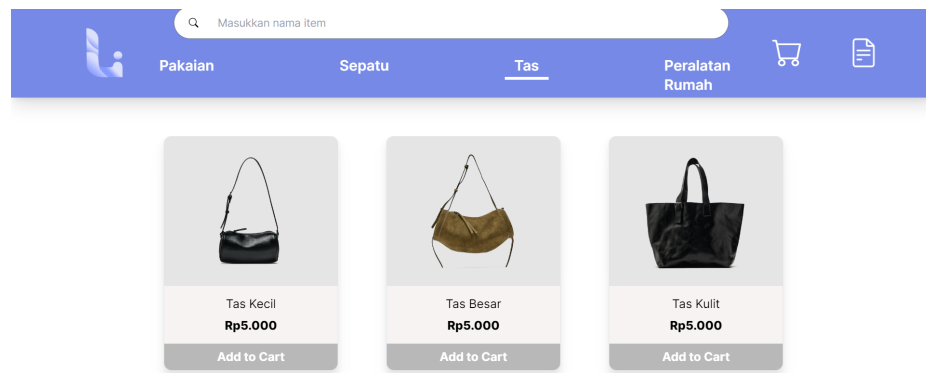 Masukkan nama item
Pakaian
Sepatu
Tas
Peralatan
Rumah
Tas Kecil
Rp5.000
Add to Cart
Tas Besar
Rp5.000
Add to Cart
Tas Kulit
Rp5.000
Add to Cart